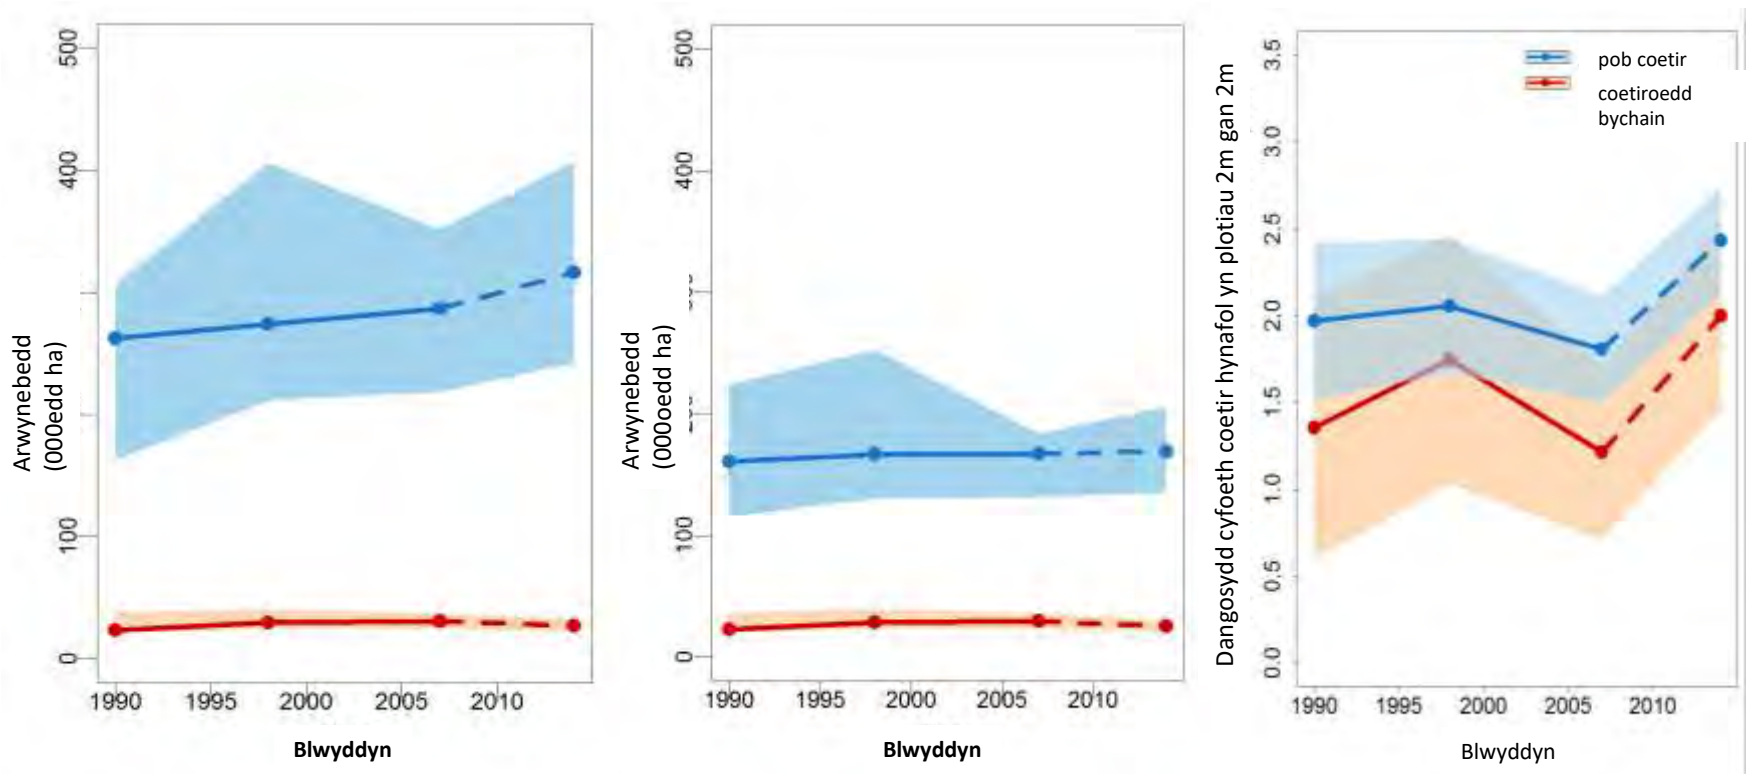 500
400
100
0
Arwynebedd
(000edd ha)
1990 1995 2000 2005 2010
Blwyddyn
500
400
100
0
Arwynebedd
(000oedd ha)
1990 1995 2000 2005 2010
Blwyddyn
Dangosydd cyfoeth coetir hynafol yn plotiau 2m gan 2m
3.5
3.0
2.5
2.0
1.5
1.0
0.5
0.0
pob coetir
coetiroedd
bychain
1990 1995 2000 2005 2010
Blwyddyn